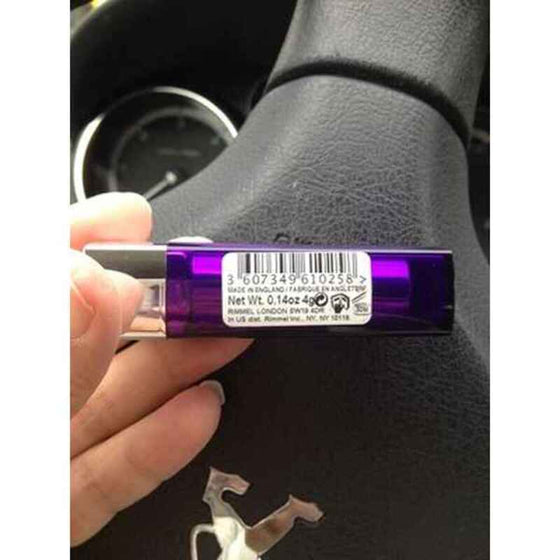 3 607349 610258 >
MADE IN ENGLAND / FABRIQUE EN ANGLETERRE
Net Wt. 0.14oz 4g
RIMMEL LONDON SW19 4DR
In US dist. Rimmel Inc., NY, NY 10116